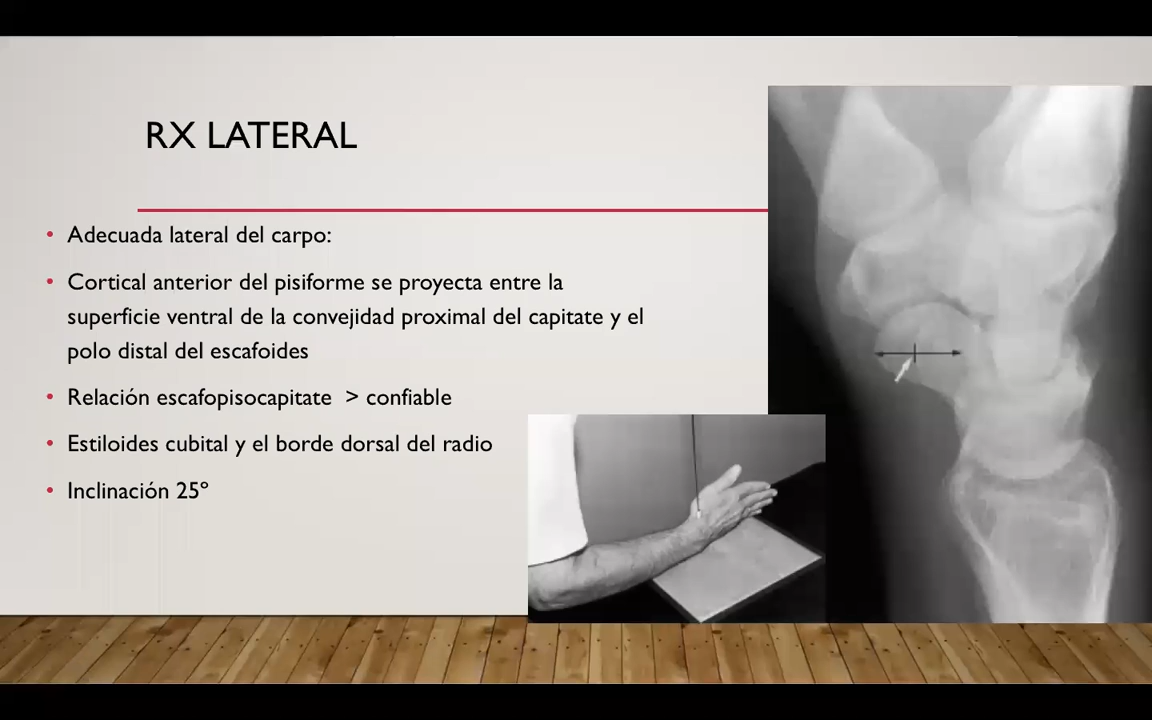 RX LATERAL
Adecuada lateral del carpo:
Cortical anterior del pisiforme se proyecta entre la
superficie ventral de la convejidad proximal del capitate y el
polo distal del escafoides
Relación escafopisocapitate > confiable
Estiloides cubital y el borde dorsal del radio
Inclinación 25º